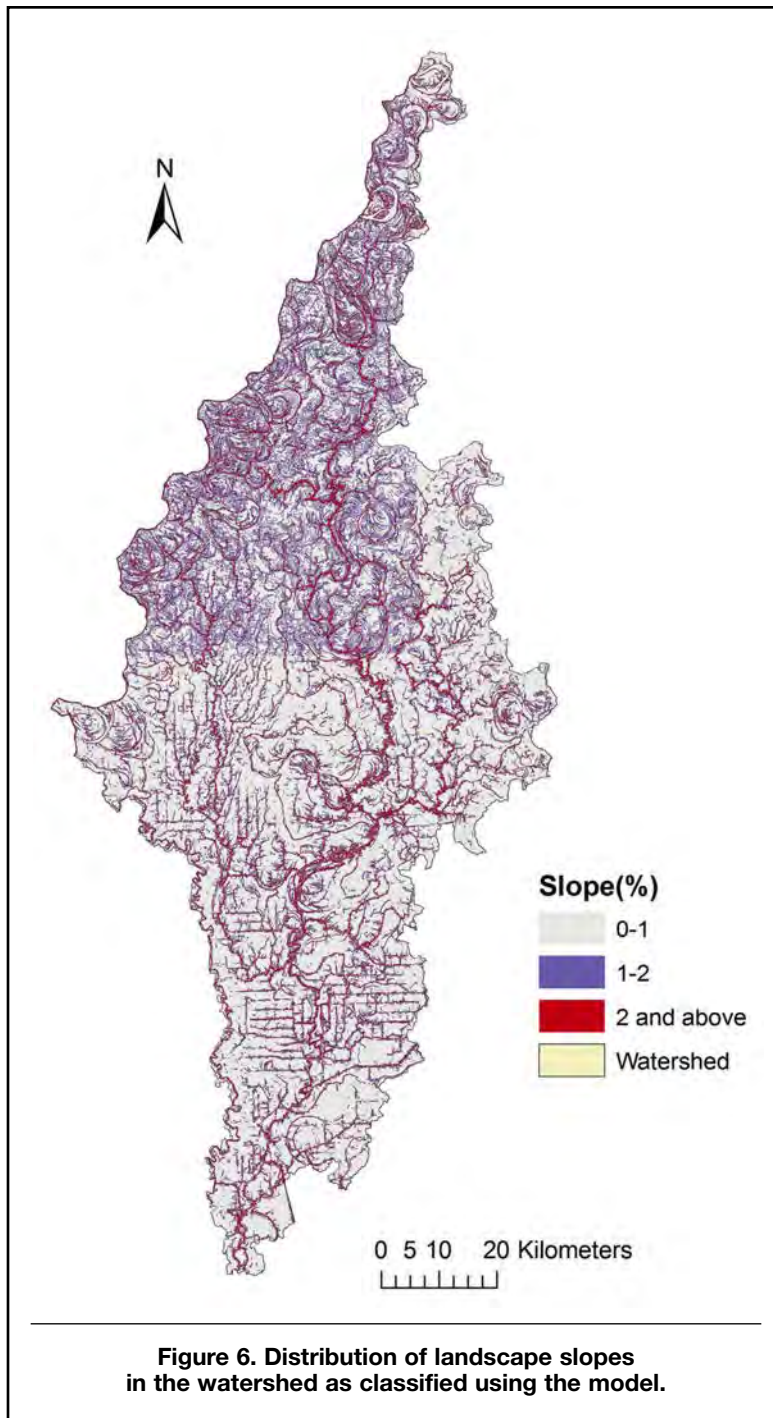 N
Slope(%)
0-1
1-2
2 and above
Watershed
0 5 10 20 Kilometers
Figure 6. Distribution of landscape slopes
in the watershed as classified using the model.